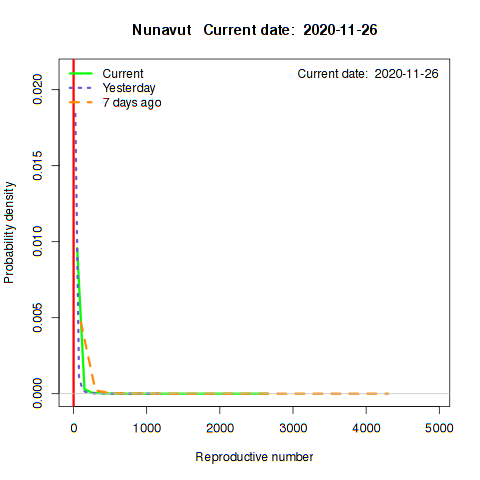 Nunavut   Current date:  2020-11-26
Current
Yesterday
7 days ago
Current date:  2020-11-26
Probability density
0.020
0.015
0.010
0.005
0.000
0 1000 2000 3000 4000 5000
Reproductive number